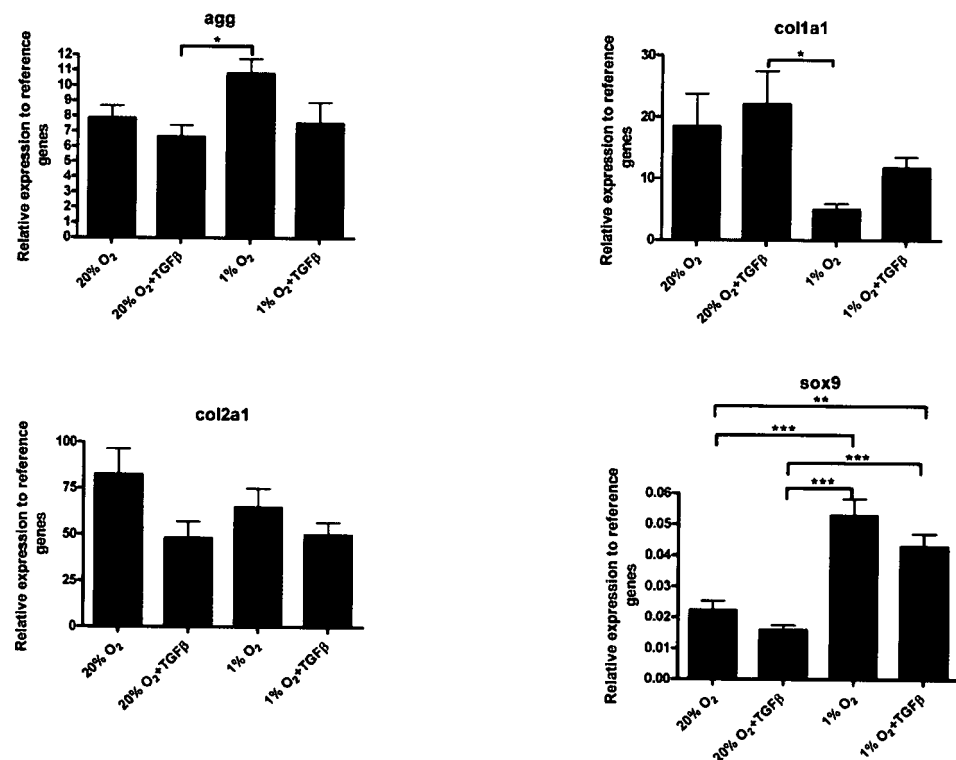 agg
*
Relative expression to reference
genes
12
11
10
9
8
7
6
5
4
3
2
1
0
20% O₂
20% O₂+TGFβ
1% O₂
1% O₂+TGFβ
col1a1
*
Relative expression to reference
genes
30
20
10
0
20% O₂
20% O₂+TGFβ
1% O₂
1% O₂+TGFβ
col2a1
Relative expression to reference
genes
100
75
50
25
0
20% O₂
20% O₂+TGFβ
1% O₂
1% O₂+TGFβ
sox9
**
***
***
***
Relative expression to reference
genes
0.06
0.05
0.04
0.03
0.02
0.01
0.00
20% O₂
20% O₂+TGFβ
1% O₂
1% O₂+TGFβ